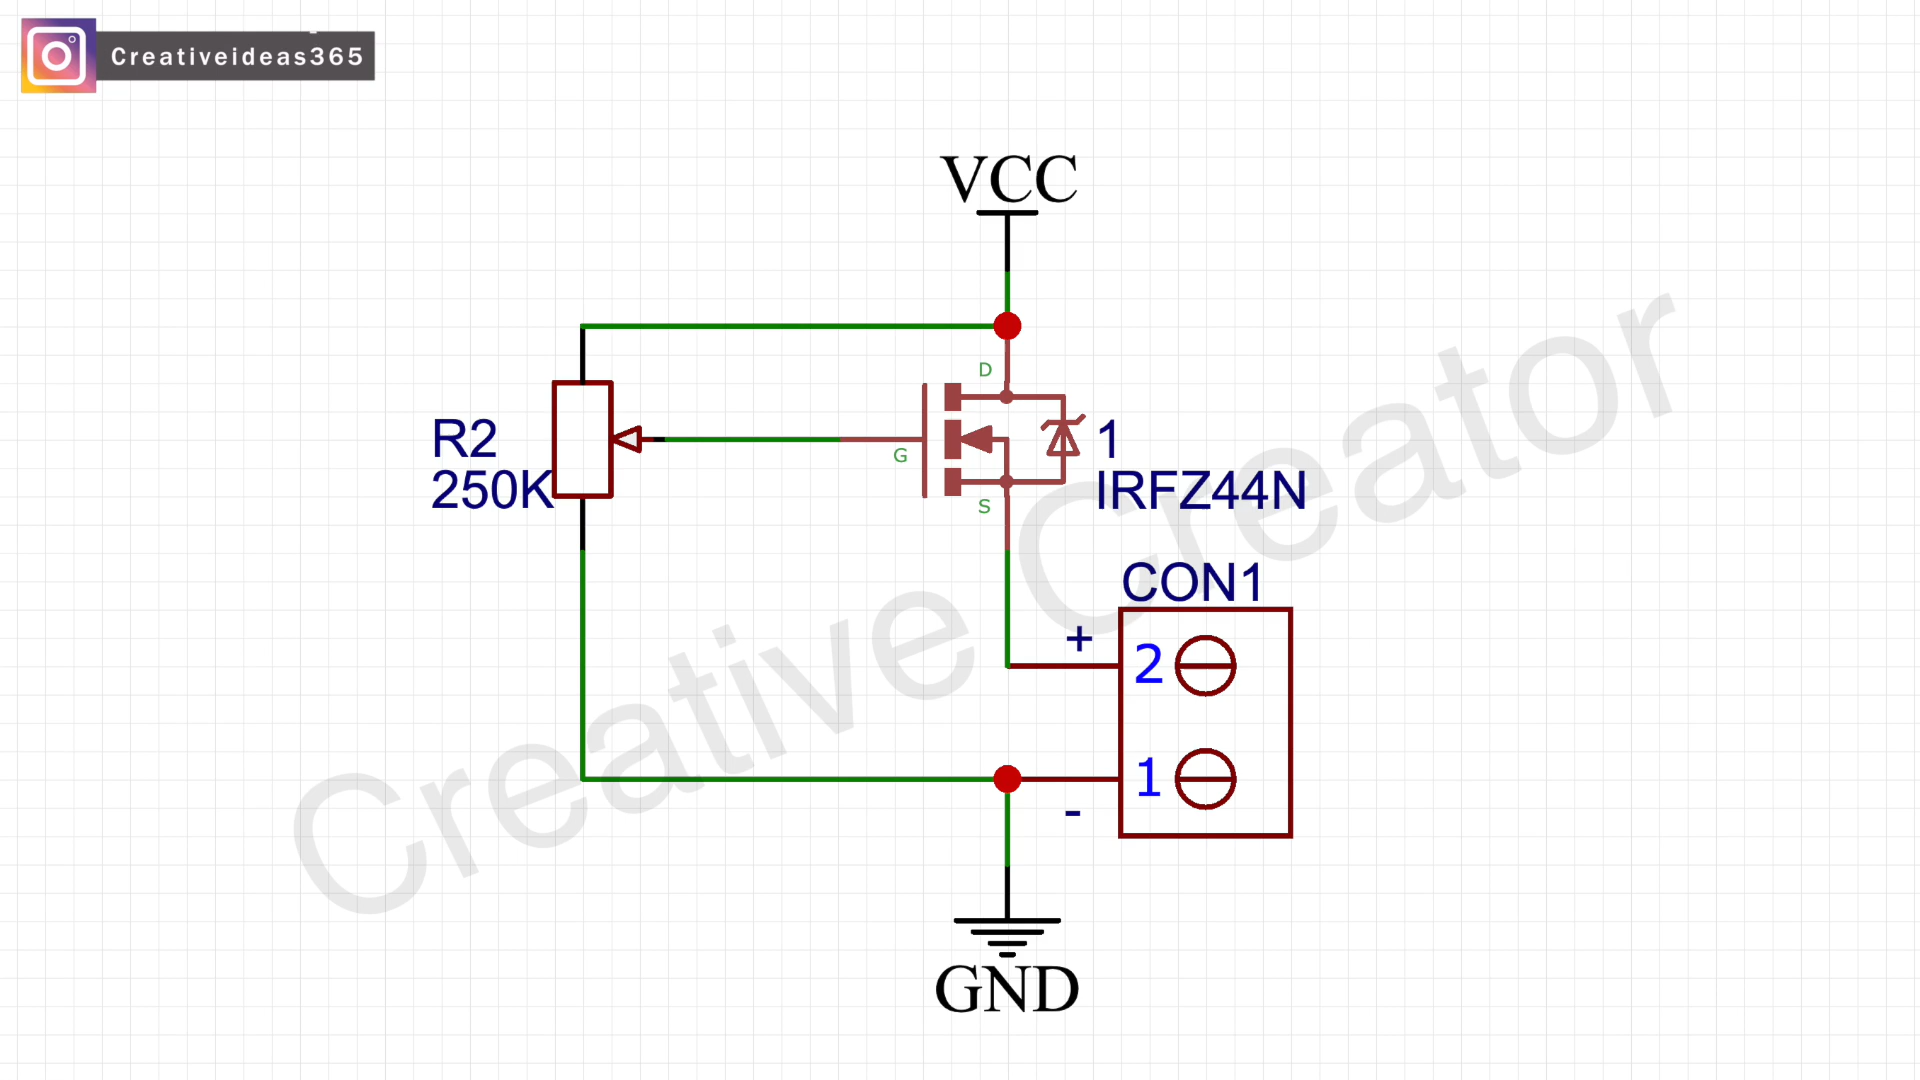 Creativeideas365
VCC
D
R2
250K
G
1
IRFZ44N
S
CON1
+
2
1
-
GND
Creative Creator